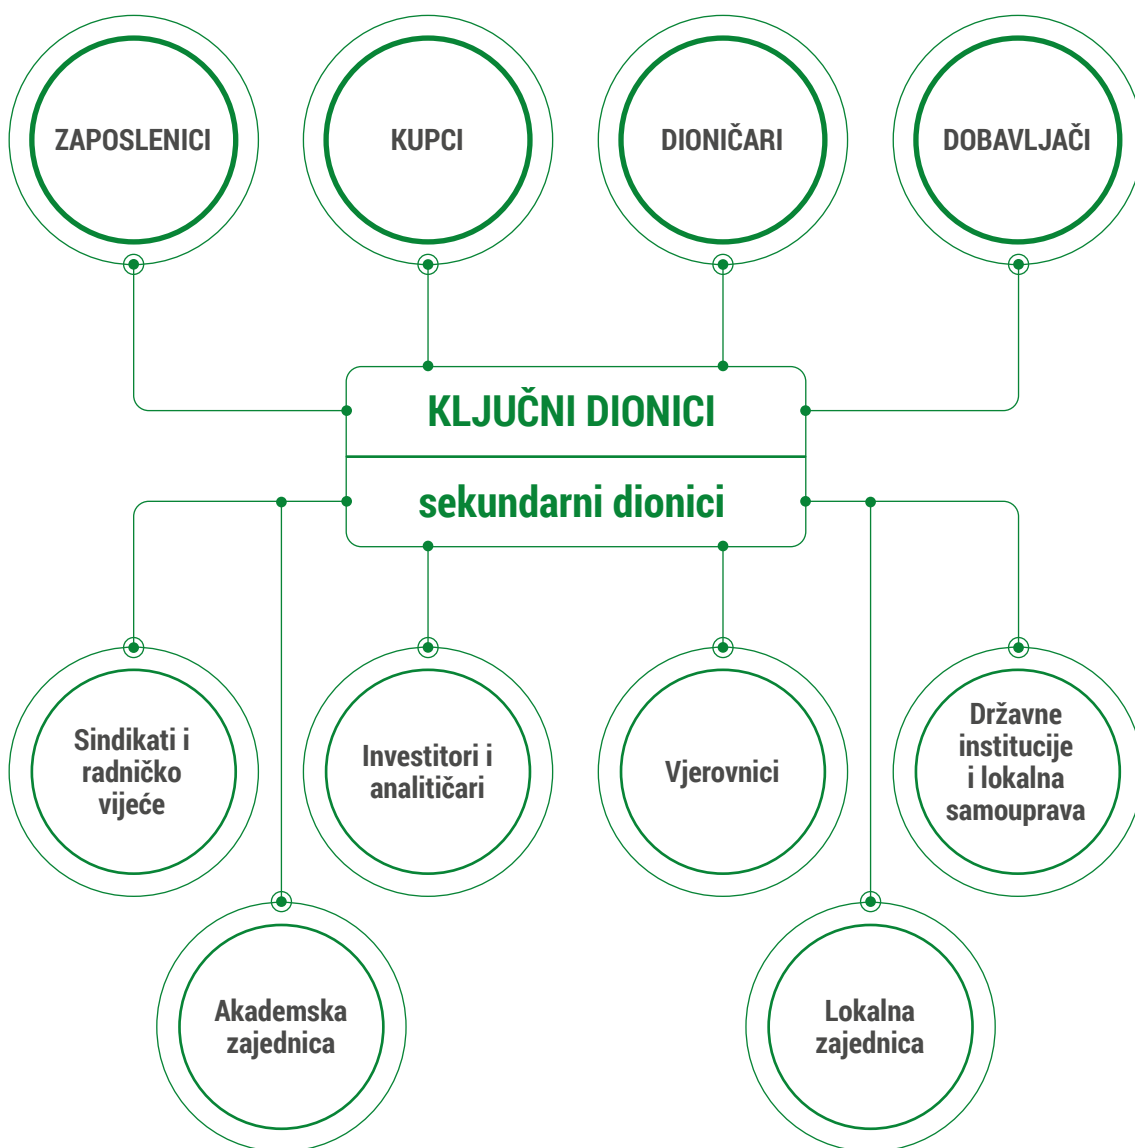 ZAPOSLENICI
KUPCI
DIONIČARI
DOBAVLJAČI
KLJUČNI DIONICI
sekundarni dionici
Sindikati i
radničko
vijeće
Investitori i
analitičari
Vjerovnici
Državne
institucije
i lokalna
samouprava
Akademska
zajednica
Lokalna
zajednica